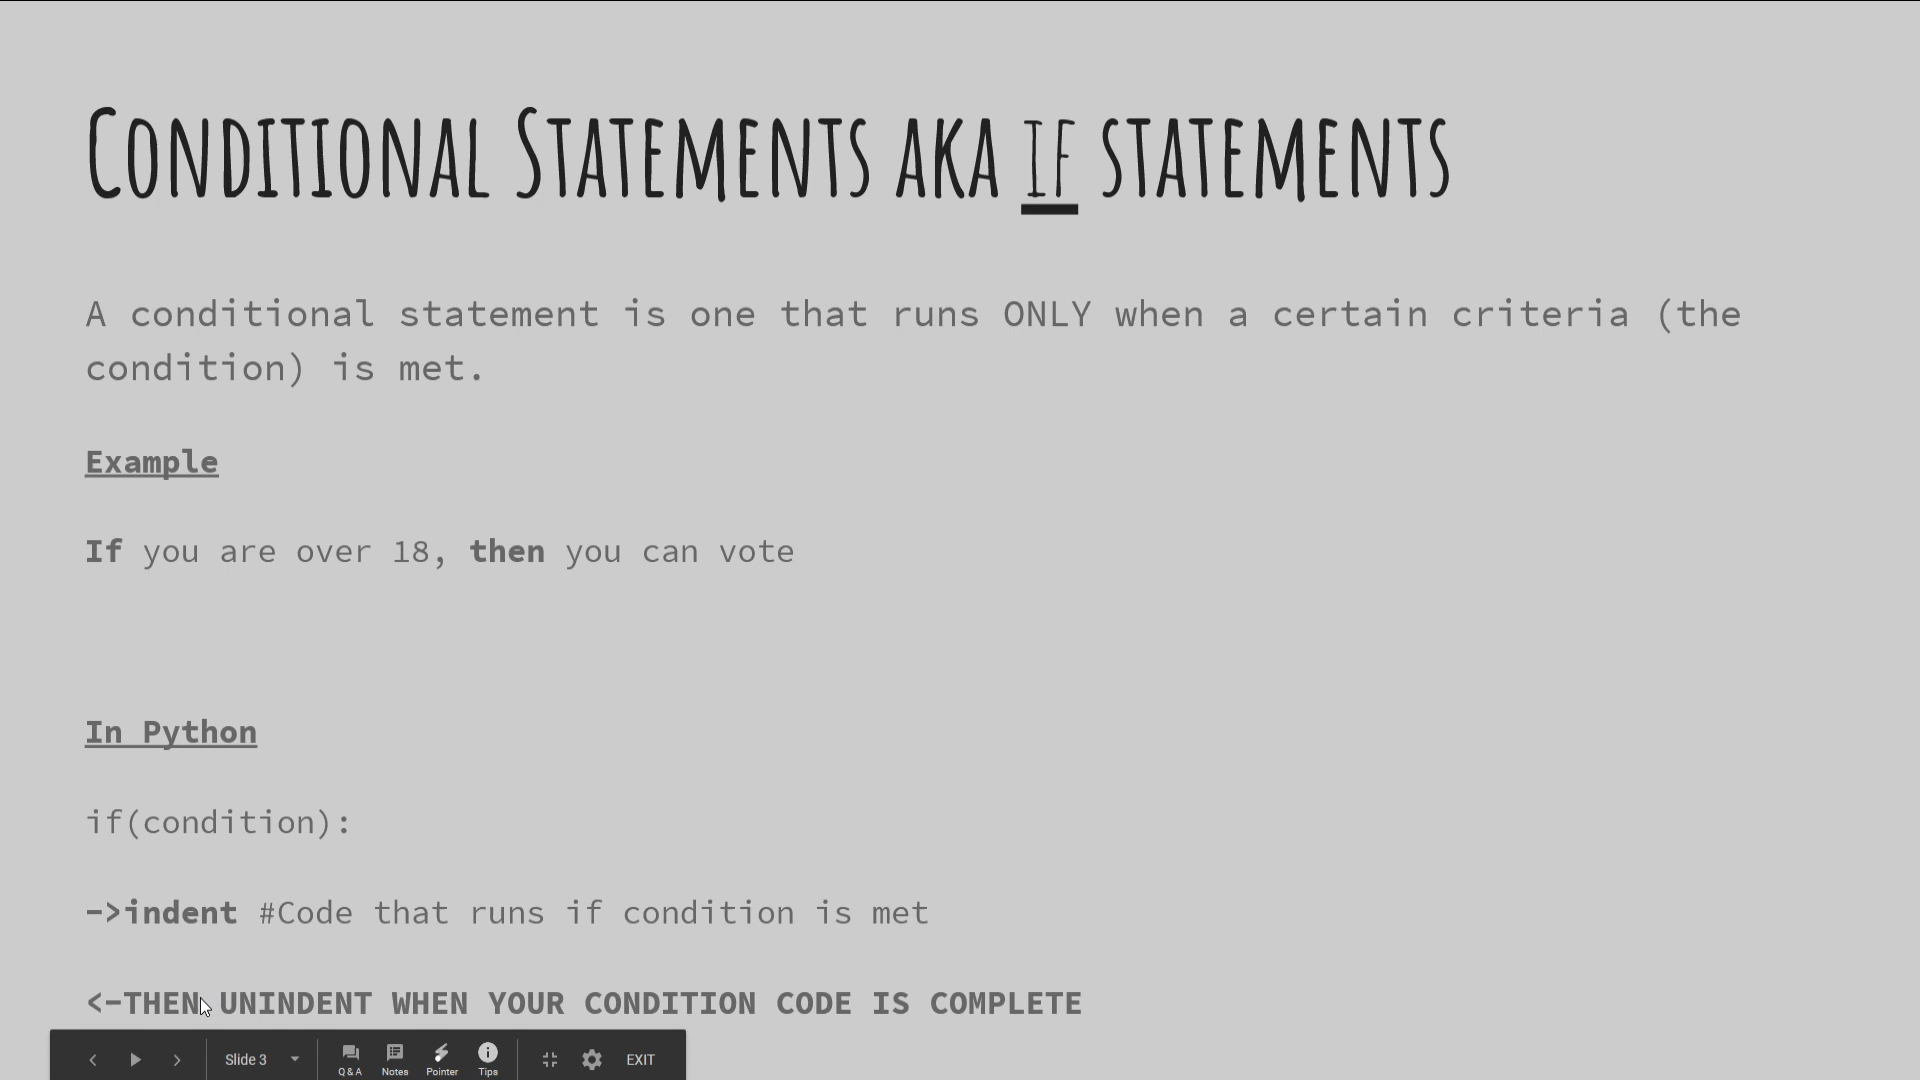 Conditional Statements aka if statements
A conditional statement is one that runs ONLY when a certain criteria (the
condition) is met.
Example
If you are over 18, then you can vote
In Python
if(condition):
->indent #Code that runs if condition is met
<-THEN UNINDENT WHEN YOUR CONDITION CODE IS COMPLETE
Slide 3
Q & A Notes Pointer Tips
EXIT